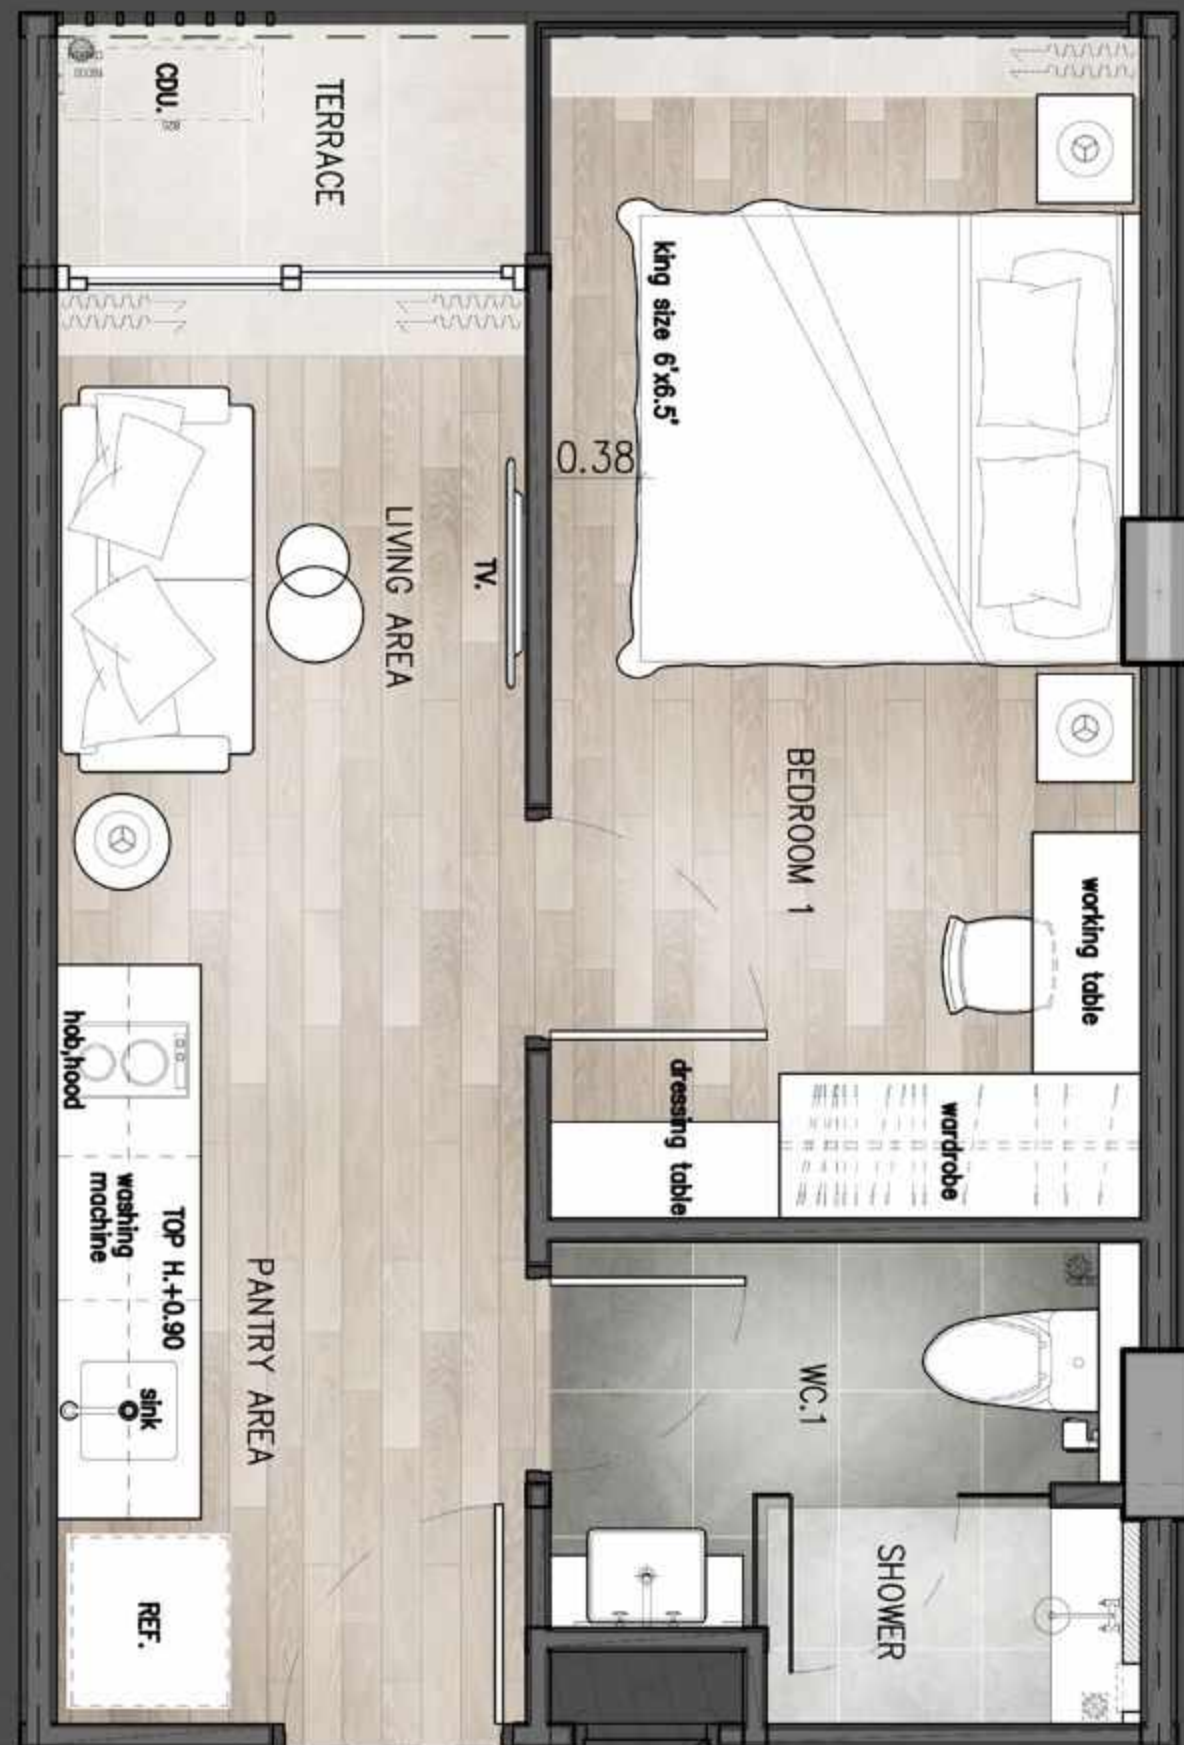 TERRACE
CDU.
king size 6'x6.5'
0.38
LIVING AREA
TV.
BEDROOM 1
working table
dressing table
wardrobe
hob,hood
washing
machine
TOP H.+0.90
sink
PANTRY AREA
WC.1
SHOWER
REF.